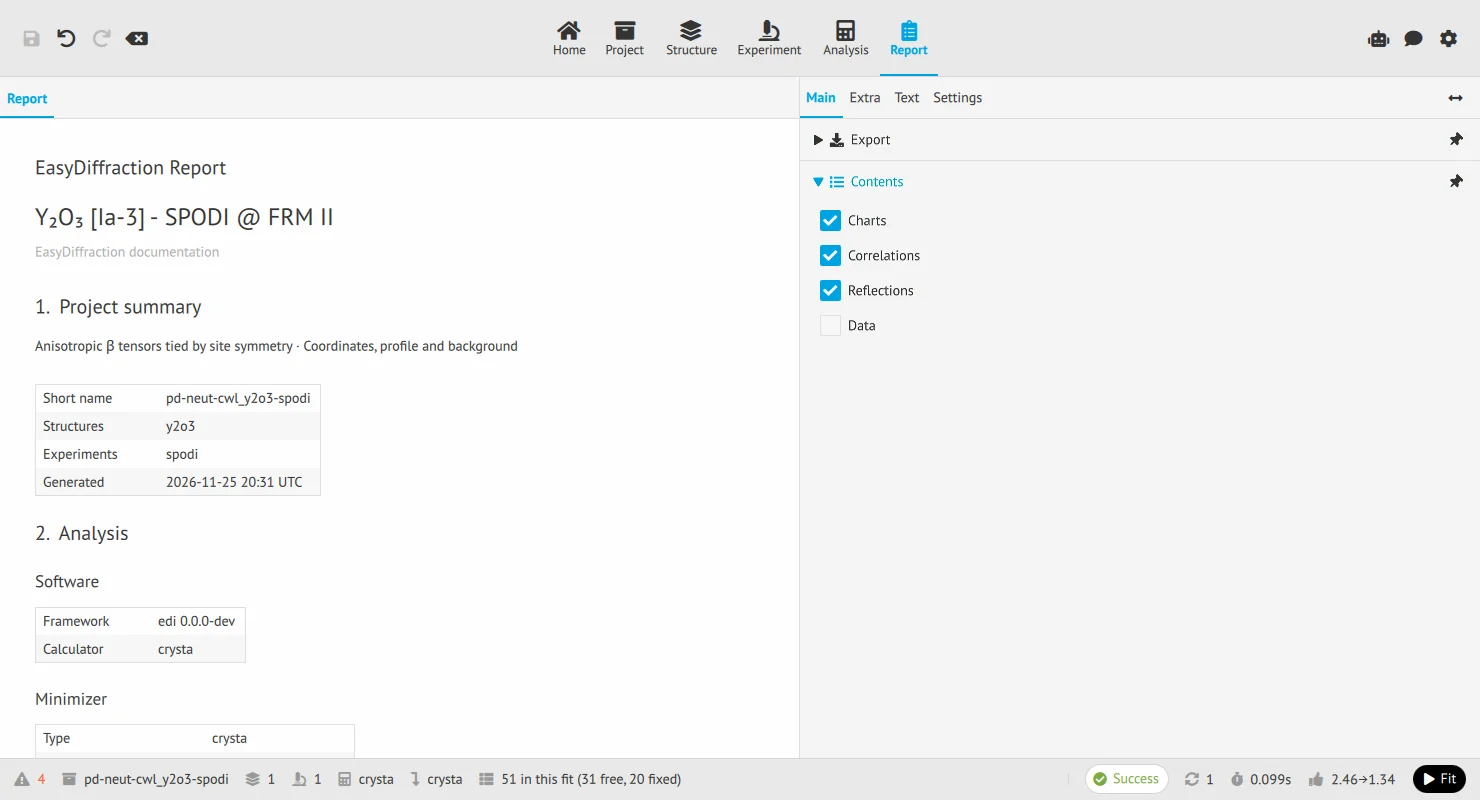 Home Project Structure Experiment Analysis Report
Report
Main Extra Text Settings
Export
Contents
Charts
Correlations
Reflections
Data
EasyDiffraction Report
Y₂O₃ [Ia-3] - SPODI @ FRM II
EasyDiffraction documentation
1. Project summary
Anisotropic β tensors tied by site symmetry · Coordinates, profile and background
Short name pd-neut-cwl_y2o3-spodi
Structures y2o3
Experiments spodi
Generated 2026-11-25 20:31 UTC
2. Analysis
Software
Framework edi 0.0.0-dev
Calculator crysta
Minimizer
Type crysta
4 pd-neut-cwl_y2o3-spodi 1 1 crysta crysta 51 in this fit (31 free, 20 fixed) Success 1 0.099s 2.46→1.34 Fit